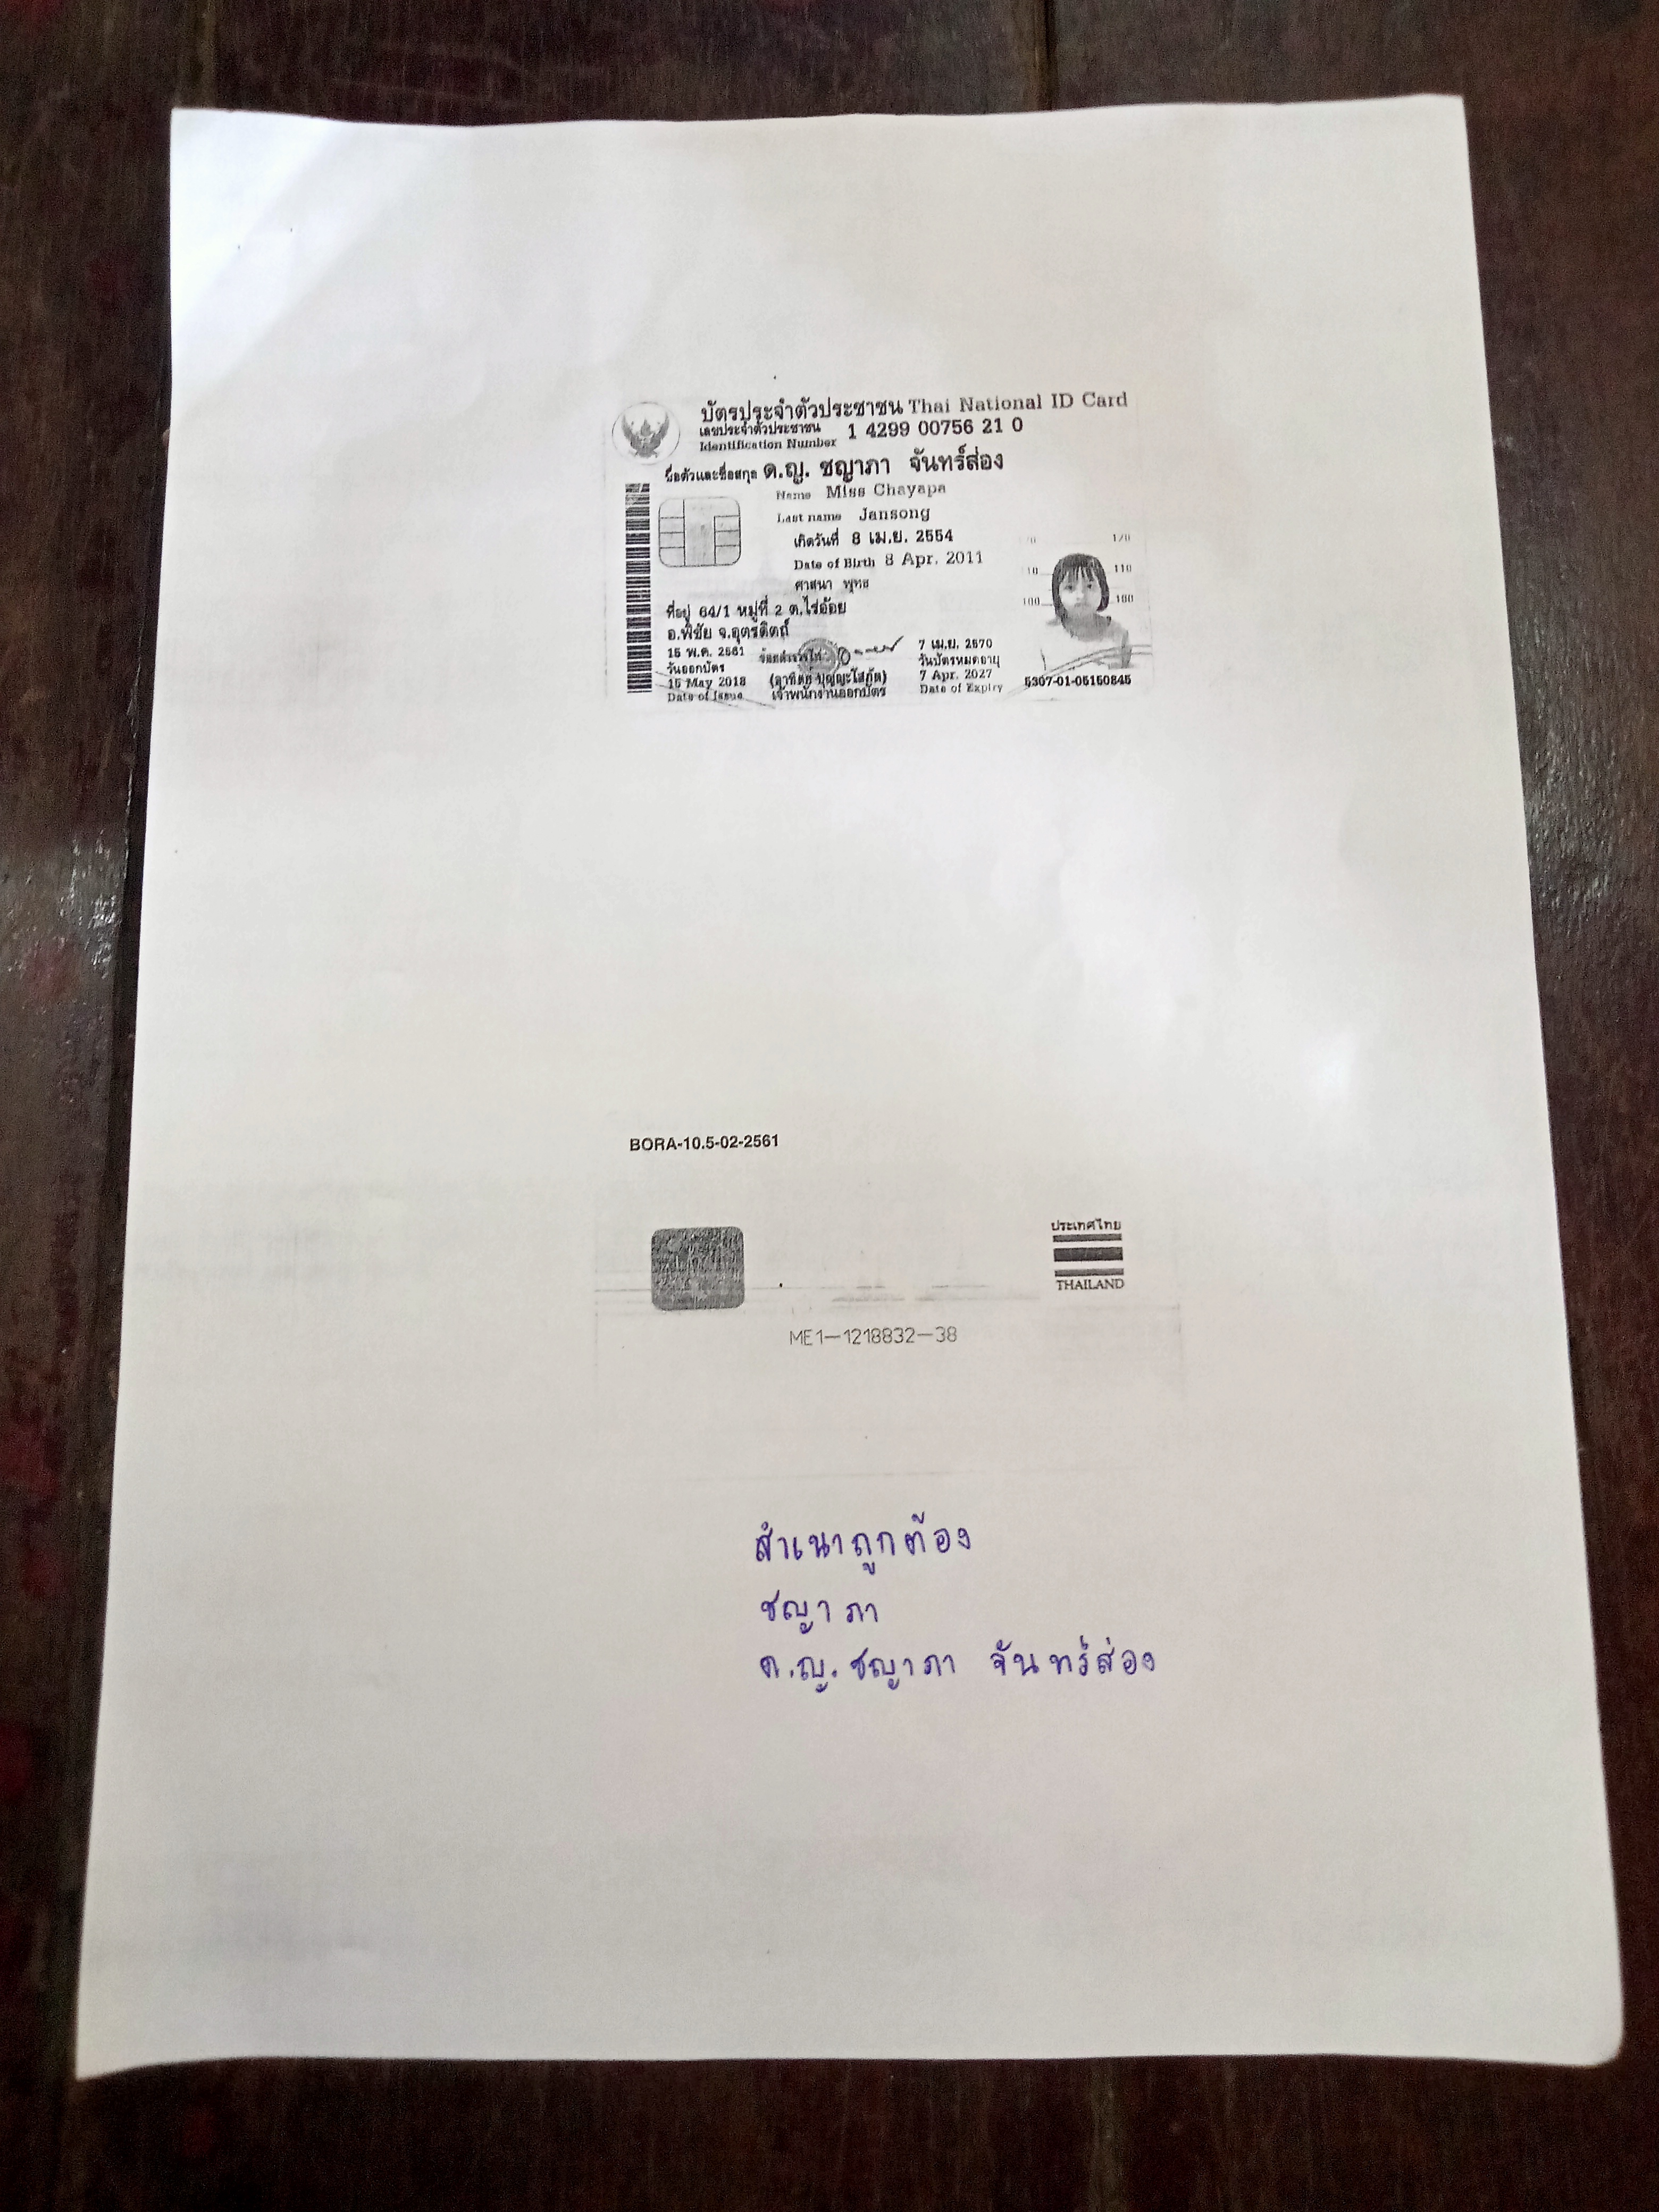 บัตรประจำตัวประชาชน Thai National ID Card
เลขประจำตัวประชาชน
Identification Number 1 4299 00756 21 0
ชื่อตัวและชื่อสกุล ด.ญ. ชญาภา จันทร์ส่อง
Name Miss Chayapa
Last name Jansong
เกิดวันที่ 8 เม.ย. 2554
Date of Birth 8 Apr. 2011
ศาสนา พุทธ
ที่อยู่ 64/1 หมู่ที่ 2 ต.ไร่อ้อย
อ.พิชัย จ.อุตรดิตถ์
15 พ.ค. 2561
วันออกบัตร
15 May 2018
Date of Issue
เจ้าพนักงานออกบัตร
7 เม.ย. 2570
วันบัตรหมดอายุ
7 Apr. 2027
Date of Expiry
5307-01-05150845
BORA-10.5-02-2561
ประเทศไทย
THAILAND
ME1-1218832-38
สำเนาถูกต้อง
ชญาภา
ด.ญ. ชญาภา จันทร์ส่อง